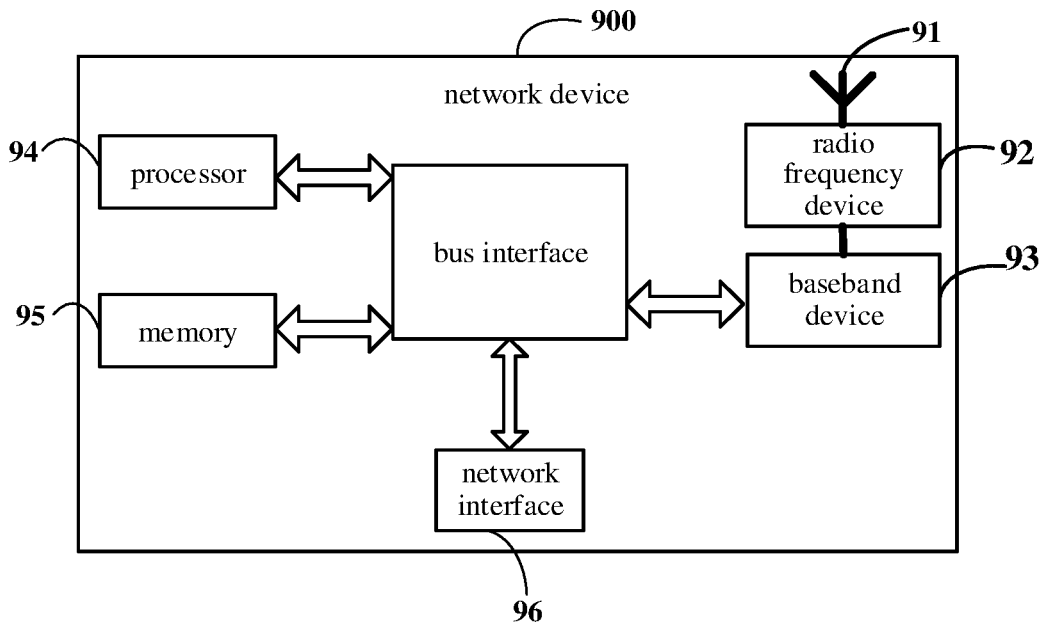 900
91
network device
94
processor
radio
frequency
device
92
bus interface
95
memory
baseband
device
93
network
interface
96